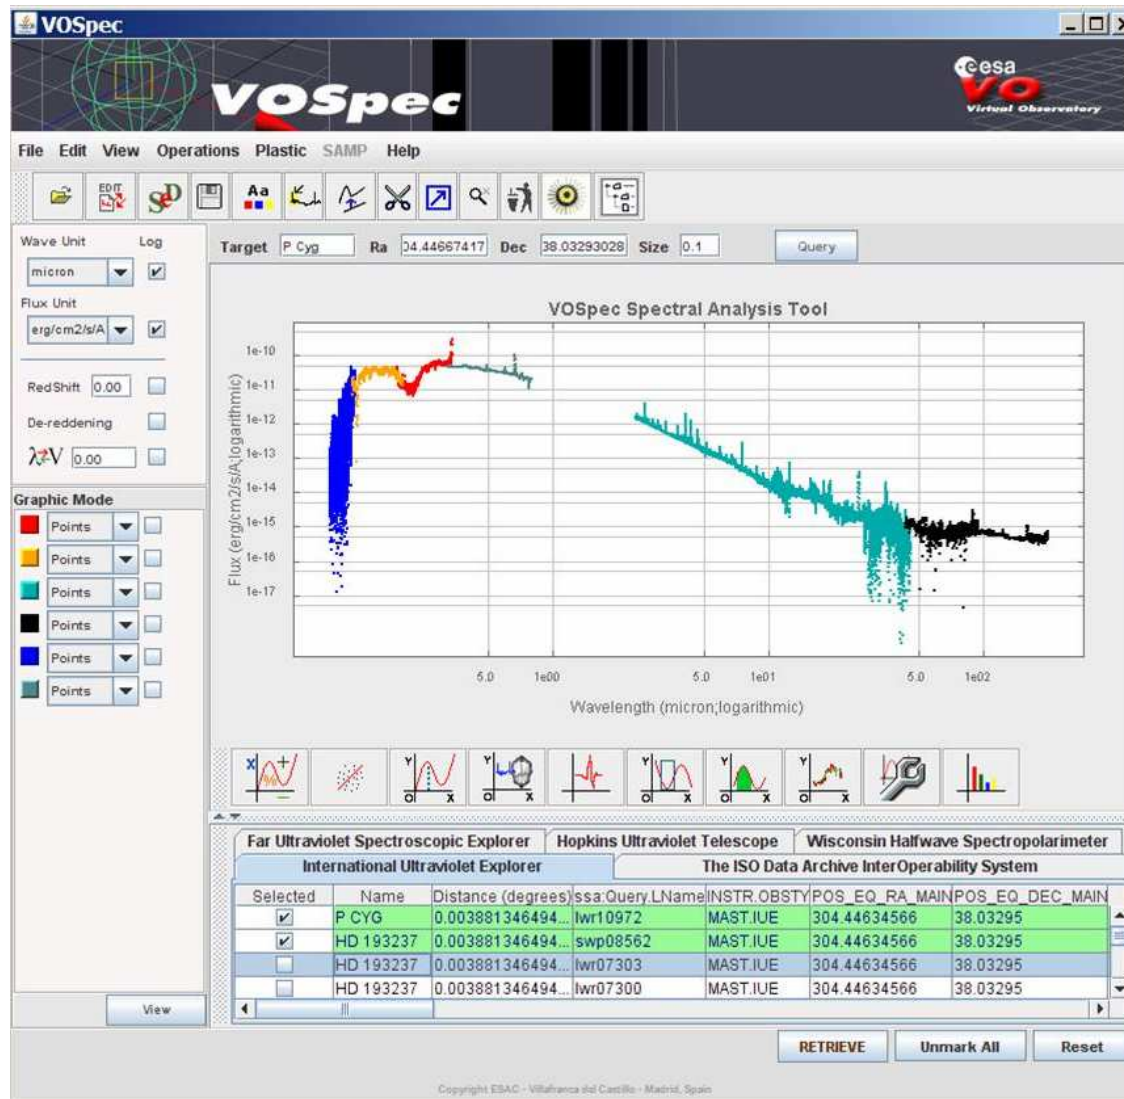 VOSpec
VOSpec
esa
VO
Virtual Observatory
File Edit View Operations Plastic SAMP Help
EDIT SED Aa
Wave Unit Log
Target P Cyg Ra 04.44667417 Dec 38.03293028 Size 0.1 Query
micron
Flux Unit
erg/cm2/s/A
RedShift 0.00
De-reddening
λ⇄V 0.00
VOSpec Spectral Analysis Tool
1e-10
1e-11
1e-12
1e-13
1e-14
1e-15
1e-16
1e-17
Flux (erg/cm2/s/A;logarithmic)
5.0 1e00 5.0 1e01 5.0 1e02
Wavelength (micron;logarithmic)
Graphic Mode
Points
Points
Points
Points
Points
Points
View
Far Ultraviolet Spectroscopic Explorer Hopkins Ultraviolet Telescope Wisconsin Halfwave Spectropolarimeter
International Ultraviolet Explorer The ISO Data Archive InterOperability System
Selected Name Distance (degrees) ssa:Query.LName INSTR.OBSTY POS_EQ_RA_MAIN POS_EQ_DEC_MAIN
P CYG 0.003881346494... lwr10972 MAST.IUE 304.44634566 38.03295
HD 193237 0.003881346494... swp08562 MAST.IUE 304.44634566 38.03295
HD 193237 0.003881346494... lwr07303 MAST.IUE 304.44634566 38.03295
HD 193237 0.003881346494... lwr07300 MAST.IUE 304.44634566 38.03295
RETRIEVE Unmark All Reset
Copyright ESAC - Villafranca del Castillo - Madrid, Spain